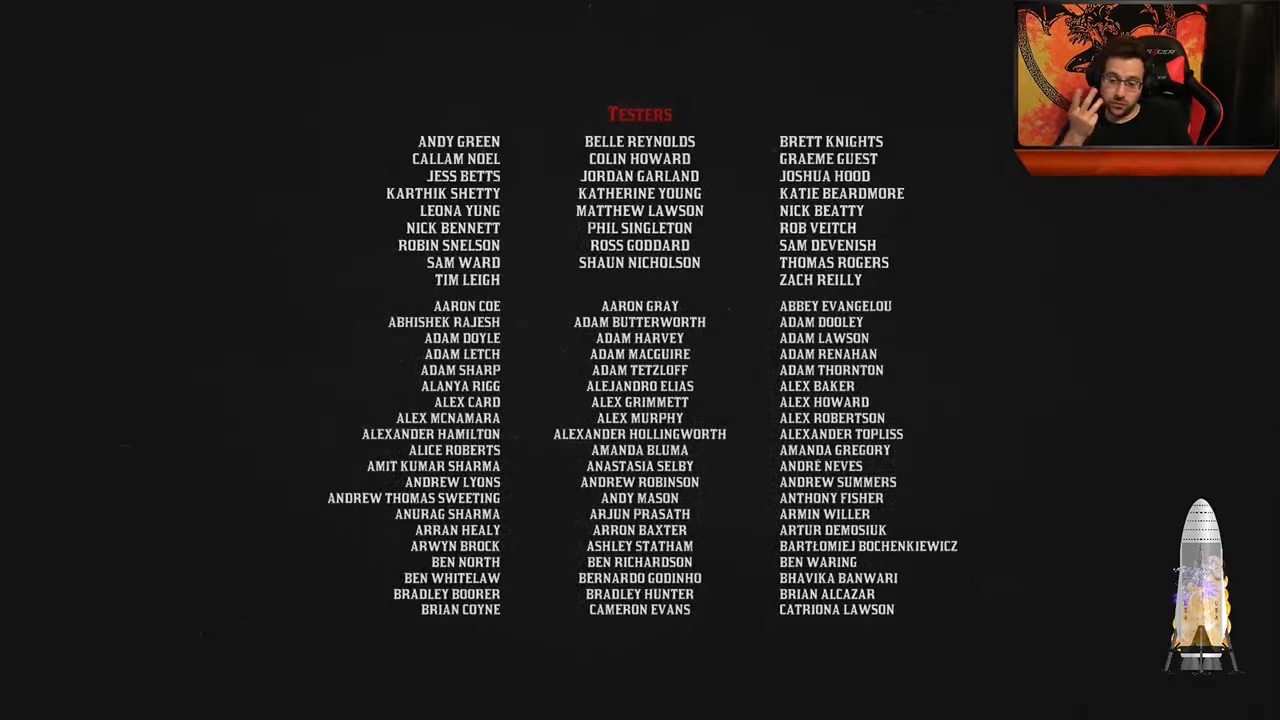 TESTERS
ANDY GREEN BELLE REYNOLDS BRETT KNIGHTS
CALLAM NOEL COLIN HOWARD GRAEME GUEST
JESS BETTS JORDAN GARLAND JOSHUA HOOD
KARTHIK SHETTY KATHERINE YOUNG KATIE BEARDMORE
LEONA YUNG MATTHEW LAWSON NICK BEATTY
NICK BENNETT PHIL SINGLETON ROB VEITCH
ROBIN SNELSON ROSS GODDARD SAM DEVENISH
SAM WARD SHAUN NICHOLSON THOMAS ROGERS
TIM LEIGH ZACH REILLY
AARON COE AARON GRAY ABBEY EVANGELOU
ABHISHEK RAJESH ADAM BUTTERWORTH ADAM DOOLEY
ADAM DOYLE ADAM HARVEY ADAM LAWSON
ADAM LETCH ADAM MACGUIRE ADAM RENAHAN
ADAM SHARP ADAM TETZLOFF ADAM THORNTON
ALANYA RIGG ALEJANDRO ELIAS ALEX BAKER
ALEX CARD ALEX GRIMMETT ALEX HOWARD
ALEX MCNAMARA ALEX MURPHY ALEX ROBERTSON
ALEXANDER HAMILTON ALEXANDER HOLLINGWORTH ALEXANDER TOPLISS
ALICE ROBERTS AMANDA BLUMA AMANDA GREGORY
AMIT KUMAR SHARMA ANASTASIA SELBY ANDRÉ NEVES
ANDREW LYONS ANDREW ROBINSON ANDREW SUMMERS
ANDREW THOMAS SWEETING ANDY MASON ANTHONY FISHER
ANURAG SHARMA ARJUN PRASATH ARMIN WILLER
ARRAN HEALY ARRON BAXTER ARTUR DEMOSIUK
ARWYN BROCK ASHLEY STATHAM BARTŁOMIEJ BOCHENKIEWICZ
BEN NORTH BEN RICHARDSON BEN WARING
BEN WHITELAW BERNARDO GODINHO BHAVIKA BANWARI
BRADLEY BOORER BRADLEY HUNTER BRIAN ALCAZAR
BRIAN COYNE CAMERON EVANS CATRIONA LAWSON